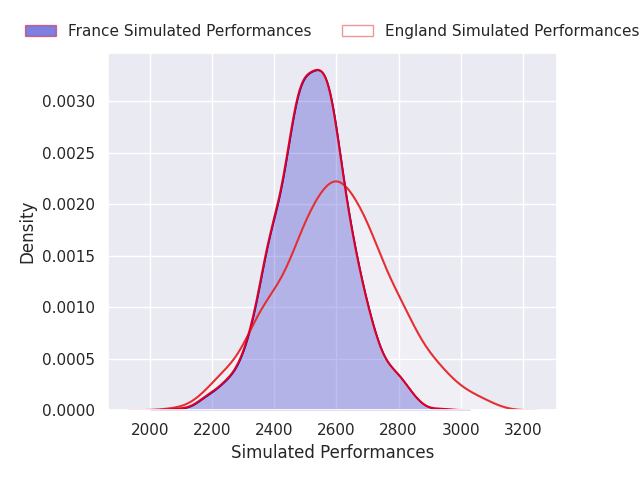 France Simulated Performances England Simulated Performances
0.0030
0.0025
0.0020
0.0015
0.0010
0.0005
0.0000
Density
2000 2200 2400 2600 2800 3000 3200
Simulated Performances